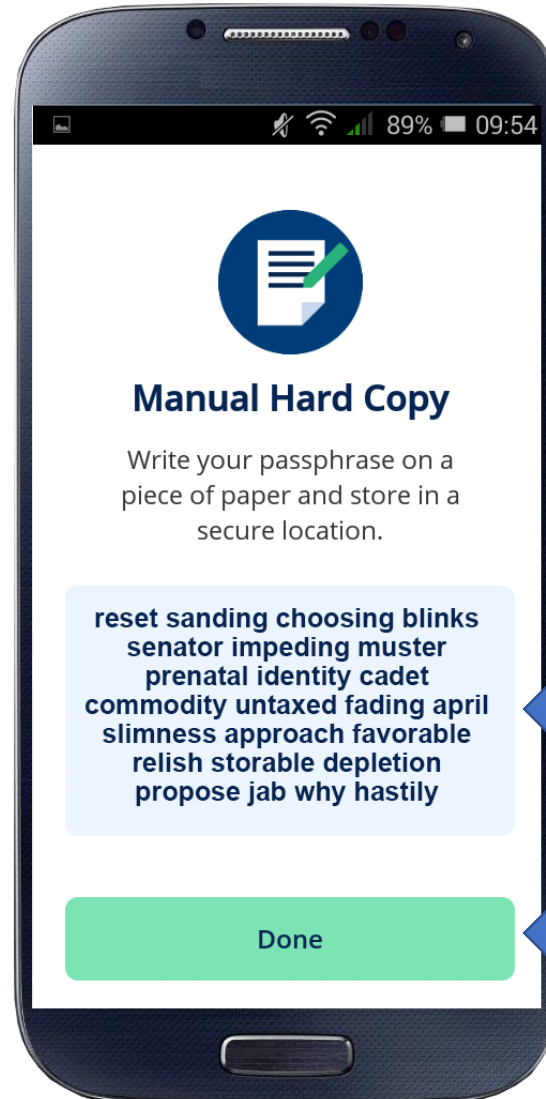 89% 09:54
Manual Hard Copy
Write your passphrase on a
piece of paper and store in a
secure location.
reset sanding choosing blinks
senator impeding muster
prenatal identity cadet
commodity untaxed fading april
slimness approach favorable
relish storable depletion
propose jab why hastily
Done